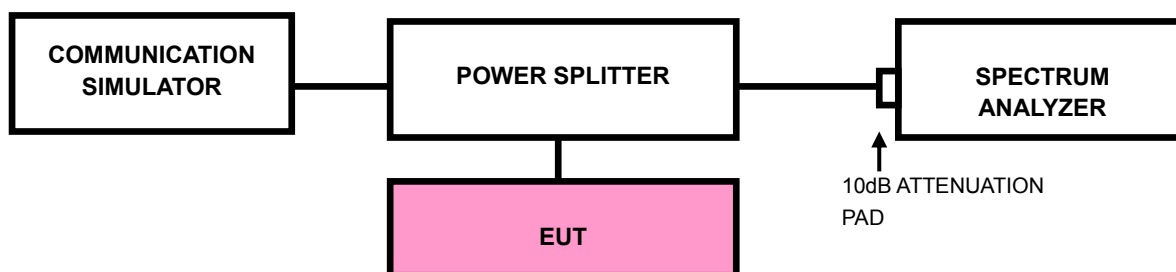 COMMUNICATION
SIMULATOR
POWER SPLITTER
SPECTRUM
ANALYZER
10dB ATTENUATION
PAD
EUT